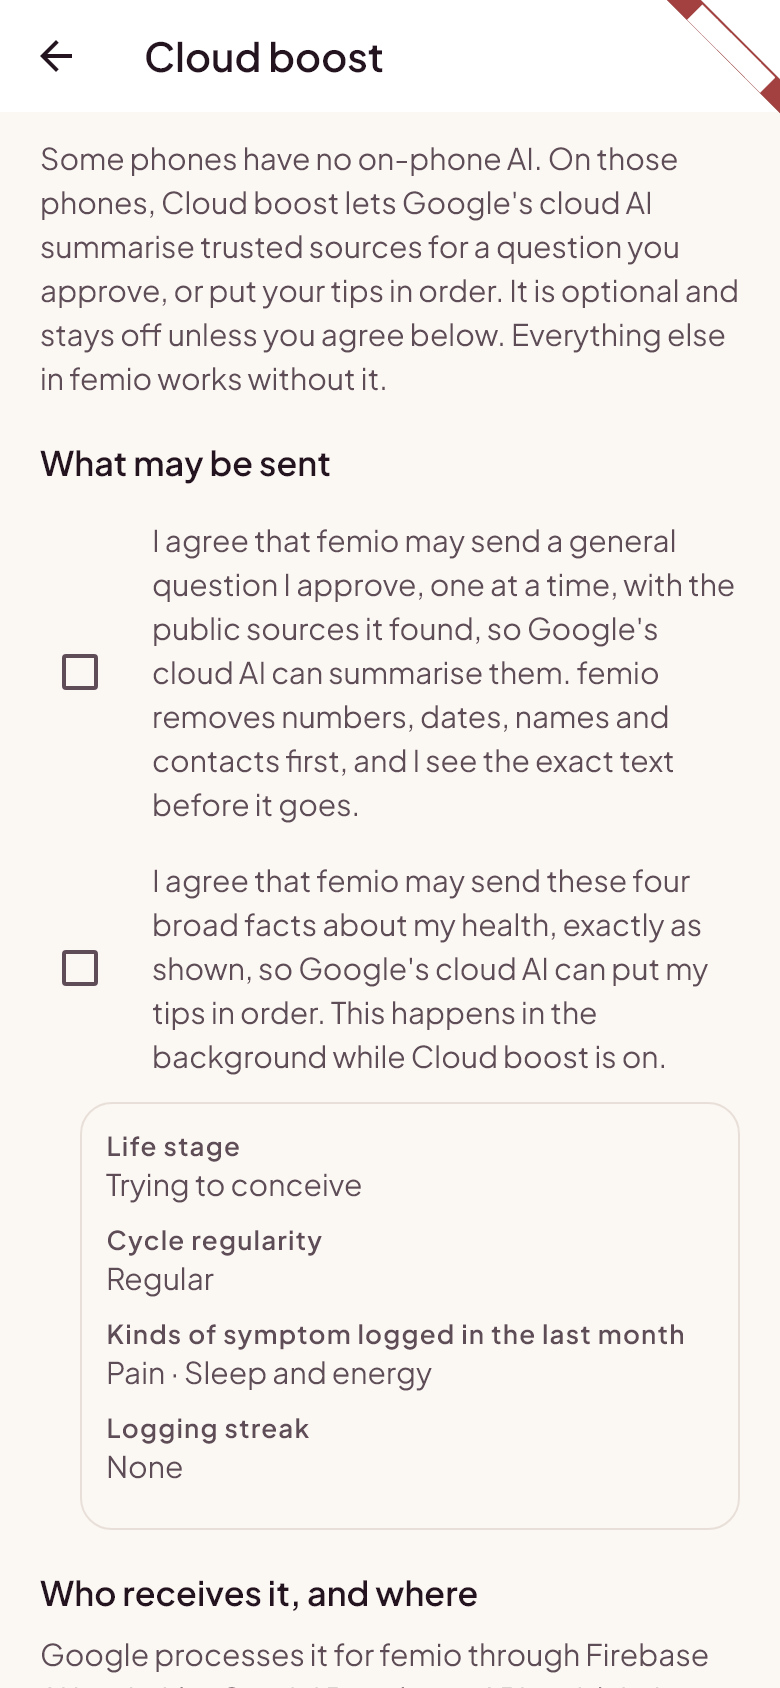 Cloud boost
Some phones have no on-phone AI. On those
phones, Cloud boost lets Google's cloud AI
summarise trusted sources for a question you
approve, or put your tips in order. It is optional and
stays off unless you agree below. Everything else
in femio works without it.
What may be sent
I agree that femio may send a general
question I approve, one at a time, with the
public sources it found, so Google's
cloud AI can summarise them. femio
removes numbers, dates, names and
contacts first, and I see the exact text
before it goes.
I agree that femio may send these four
broad facts about my health, exactly as
shown, so Google's cloud AI can put my
tips in order. This happens in the
background while Cloud boost is on.
Life stage
Trying to conceive
Cycle regularity
Regular
Kinds of symptom logged in the last month
Pain · Sleep and energy
Logging streak
None
Who receives it, and where
Google processes it for femio through Firebase